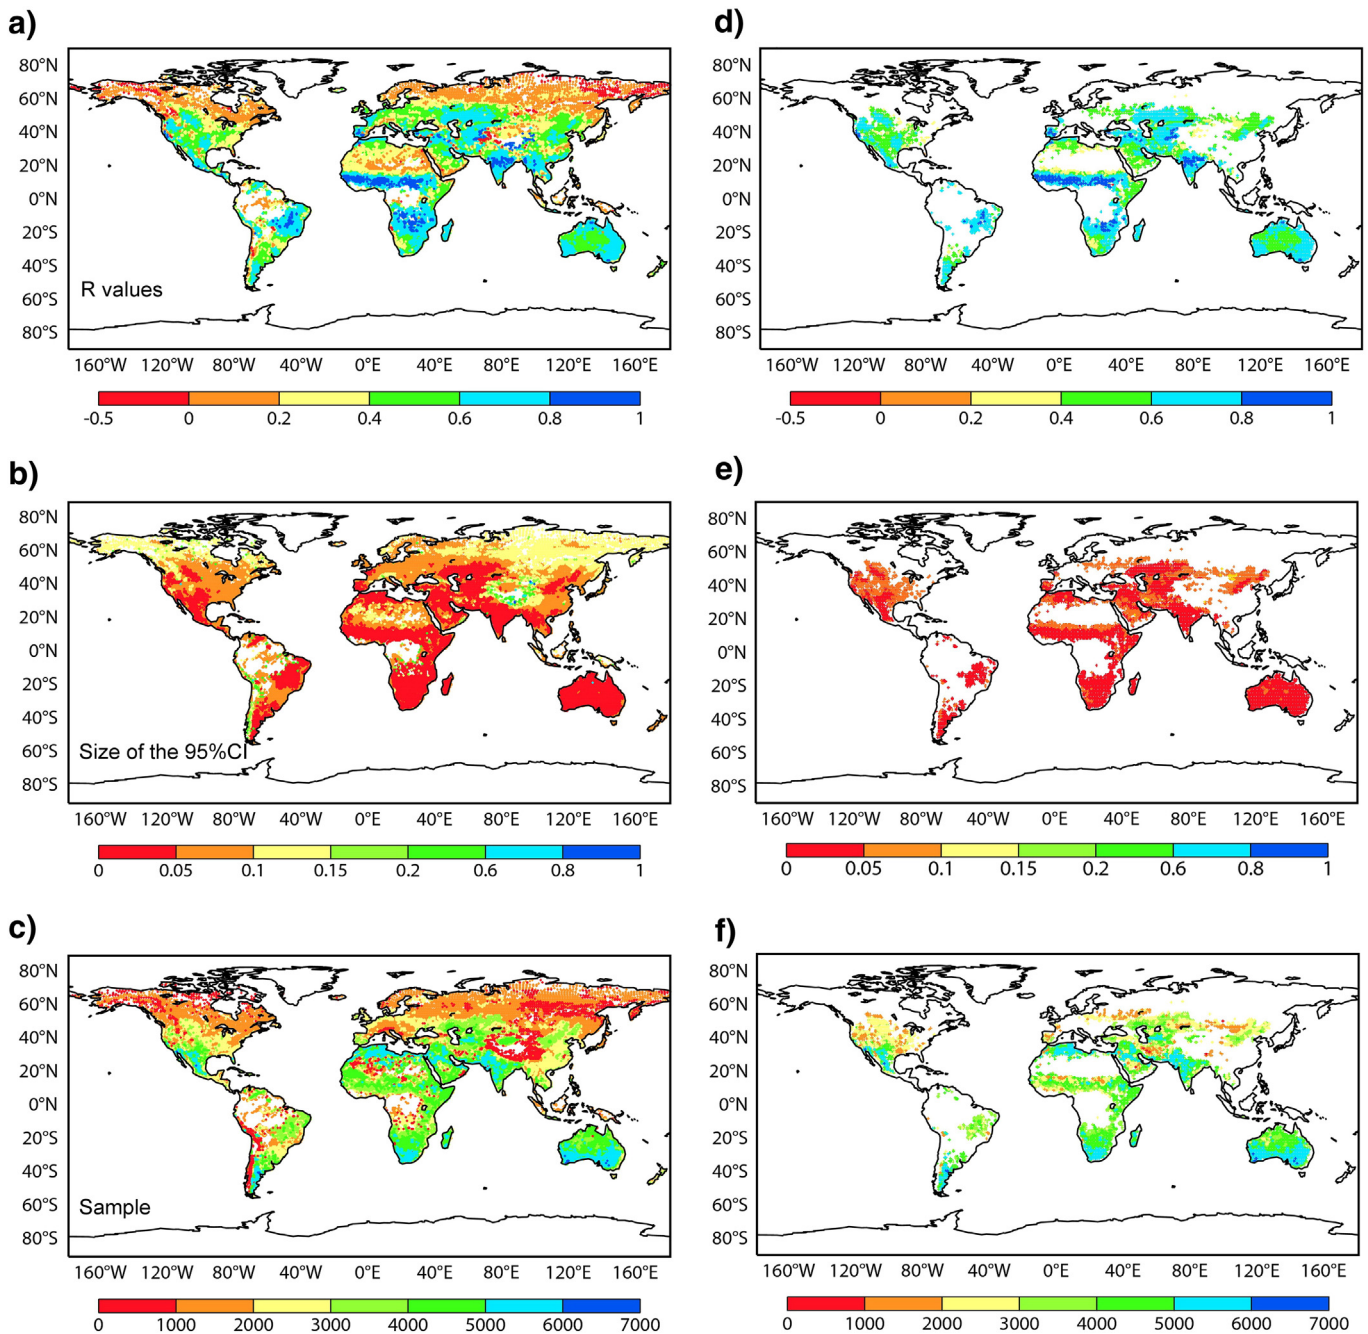 a)
80°N
60°N
40°N
20°N
0°N
20°S
40°S
60°S
80°S
R values
160°W 120°W 80°W 40°W 0°E 40°E 80°E 120°E 160°E
-0.5 0 0.2 0.4 0.6 0.8 1
d)
80°N
60°N
40°N
20°N
0°N
20°S
40°S
60°S
80°S
160°W 120°W 80°W 40°W 0°E 40°E 80°E 120°E 160°E
-0.5 0 0.2 0.4 0.6 0.8 1
b)
80°N
60°N
40°N
20°N
0°N
20°S
40°S
60°S
80°S
Size of the 95%CI
160°W 120°W 80°W 40°W 0°E 40°E 80°E 120°E 160°E
0 0.05 0.1 0.15 0.2 0.6 0.8 1
e)
80°N
60°N
40°N
20°N
0°N
20°S
40°S
60°S
80°S
160°W 120°W 80°W 40°W 0°E 40°E 80°E 120°E 160°E
0 0.05 0.1 0.15 0.2 0.6 0.8 1
c)
80°N
60°N
40°N
20°N
0°N
20°S
40°S
60°S
80°S
Sample
160°W 120°W 80°W 40°W 0°E 40°E 80°E 120°E 160°E
0 1000 2000 3000 4000 5000 6000 7000
f)
80°N
60°N
40°N
20°N
0°N
20°S
40°S
60°S
80°S
160°W 120°W 80°W 40°W 0°E 40°E 80°E 120°E 160°E
0 1000 2000 3000 4000 5000 6000 7000